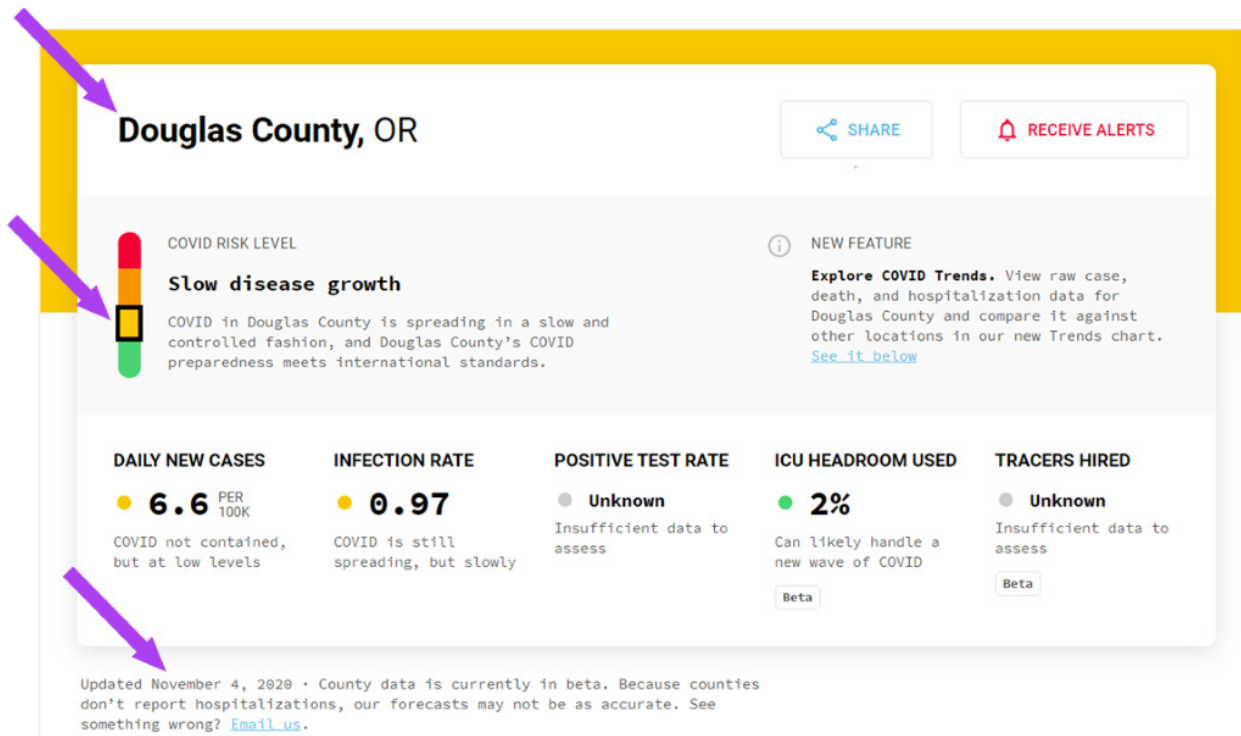 Douglas County, OR
SHARE
RECEIVE ALERTS
COVID RISK LEVEL
Slow disease growth
COVID in Douglas County is spreading in a slow and
controlled fashion, and Douglas County's COVID
preparedness meets international standards.
NEW FEATURE
Explore COVID Trends. View raw case,
death, and hospitalization data for
Douglas County and compare it against
other locations in our new Trends chart.
See it below
DAILY NEW CASES
6.6 PER
100K
COVID not contained,
but at low levels
INFECTION RATE
0.97
COVID is still
spreading, but slowly
POSITIVE TEST RATE
Unknown
Insufficient data to
assess
ICU HEADROOM USED
2%
Can likely handle a
new wave of COVID
Beta
TRACERS HIRED
Unknown
Insufficient data to
assess
Beta
Updated November 4, 2020 · County data is currently in beta. Because counties
don't report hospitalizations, our forecasts may not be as accurate. See
something wrong? Email us.